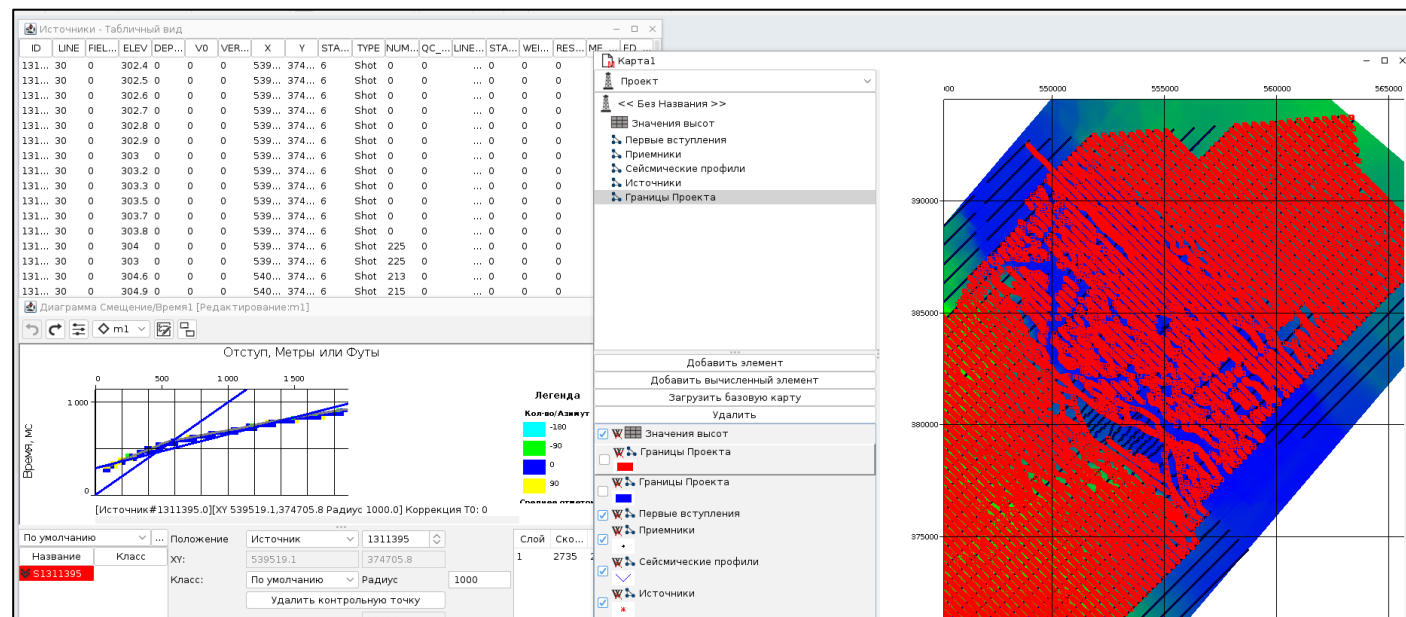 Источники - Табличный вид
ID LINE FIEL... ELEV DEP... V0 VER... X Y STA... TYPE NUM... QC_... LINE... STA... WEI... RES... ME... ED...
131... 30 0 302.4 0 0 0 539... 374... 6 Shot 0 0 ... 0 0 0
131... 30 0 302.5 0 0 0 539... 374... 6 Shot 0 0 ... 0 0 0
131... 30 0 302.6 0 0 0 539... 374... 6 Shot 0 0 ... 0 0 0
131... 30 0 302.7 0 0 0 539... 374... 6 Shot 0 0 ... 0 0 0
131... 30 0 302.8 0 0 0 539... 374... 6 Shot 0 0 ... 0 0 0
131... 30 0 302.9 0 0 0 539... 374... 6 Shot 0 0 ... 0 0 0
131... 30 0 303 0 0 0 539... 374... 6 Shot 0 0 ... 0 0 0
131... 30 0 303.2 0 0 0 539... 374... 6 Shot 0 0 ... 0 0 0
131... 30 0 303.3 0 0 0 539... 374... 6 Shot 0 0 ... 0 0 0
131... 30 0 303.5 0 0 0 539... 374... 6 Shot 0 0 ... 0 0 0
131... 30 0 303.7 0 0 0 539... 374... 6 Shot 0 0 ... 0 0 0
131... 30 0 303.8 0 0 0 539... 374... 6 Shot 0 0 ... 0 0 0
131... 30 0 304 0 0 0 539... 374... 6 Shot 225 0 ... 0 0 0
131... 30 0 303 0 0 0 539... 374... 6 Shot 225 0 ... 0 0 0
131... 30 0 304.6 0 0 0 540... 374... 6 Shot 213 0 ... 0 0 0
131... 30 0 304.9 0 0 0 540... 374... 6 Shot 215 0 ... 0 0 0
Диаграмма Смещение/Время1 [Редактирование:m1]
m1
Отступ, Метры или Футы
0 500 1 000 1 500
1 000
0
Время, мс
Легенда
Кол-во/Азимут
-180
-90
0
90
[Источник#1311395.0][XY 539519.1,374705.8 Радиус 1000.0] Коррекция T0: 0
По умолчанию ...
Название Класс
S1311395
Положение Источник 1311395
XY: 539519.1 374705.8
Класс: По умолчанию Радиус 1000
Удалить контрольную точку
Слой Ско...
1 2735
Карта1
Проект
<< Без Названия >>
Значения высот
Первые вступления
Приемники
Сейсмические профили
Источники
Границы Проекта
Добавить элемент
Добавить вычисленный элемент
Загрузить базовую карту
Удалить
Значения высот
Границы Проекта
Границы Проекта
Первые вступления
Приемники
Сейсмические профили
Источники
550000 555000 560000 565000
390000
385000
380000
375000